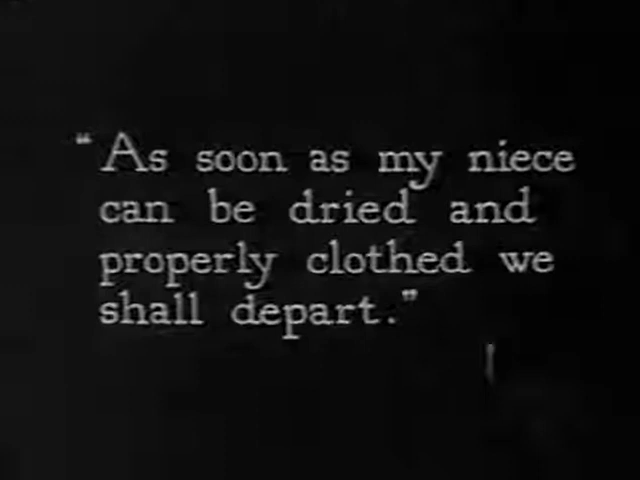 “As soon as my niece
can be dried and
properly clothed we
shall depart.”